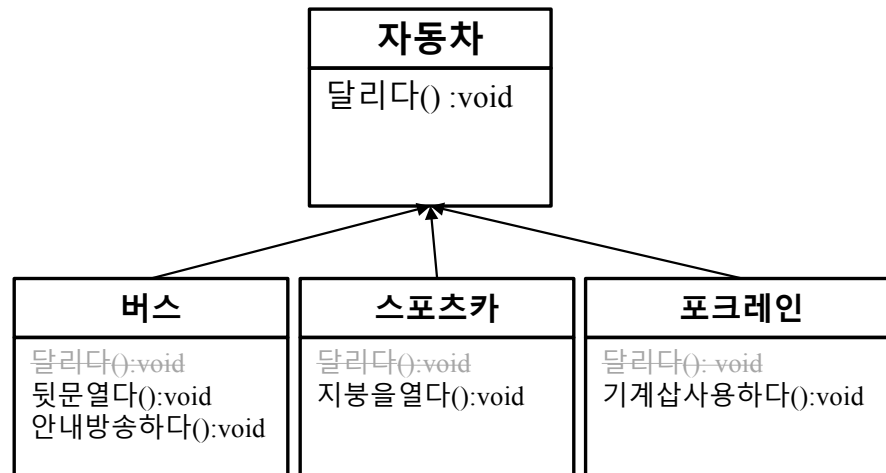 자동차
달리다() :void
버스
달리다():void
뒷문열다():void
안내방송하다():void
스포츠카
달리다():void
지붕을열다():void
포크레인
달리다(): void
기계삽사용하다():void